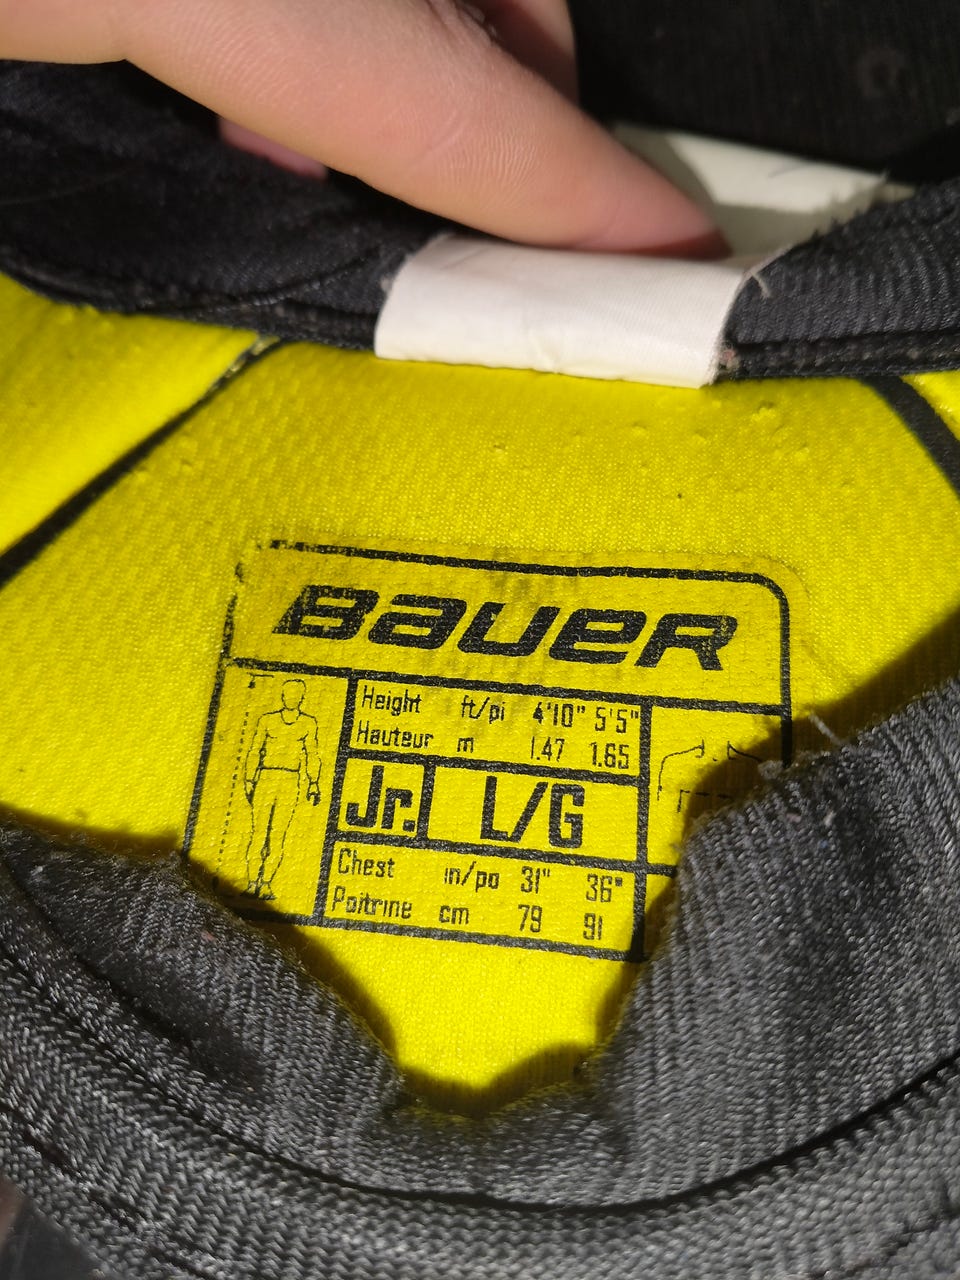 BAUER
Height ft/pi 4'10" 5'5"
Hauteur m 1.47 1.65
Jr. L/G
Chest in/po 31" 36"
Poitrine cm 79 91